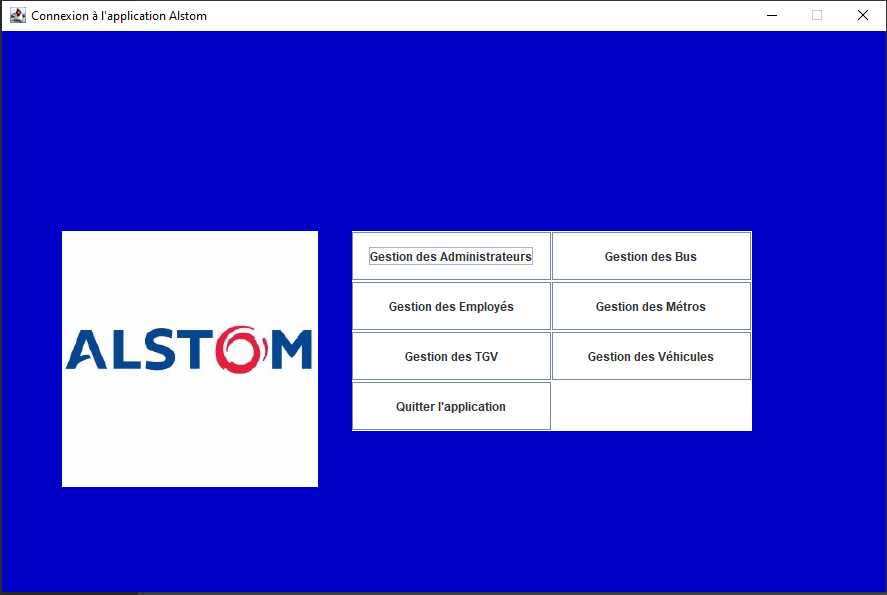 Connexion à l'application Alstom
ALSTOM
Gestion des Administrateurs
Gestion des Bus
Gestion des Employés
Gestion des Métros
Gestion des TGV
Gestion des Véhicules
Quitter l'application